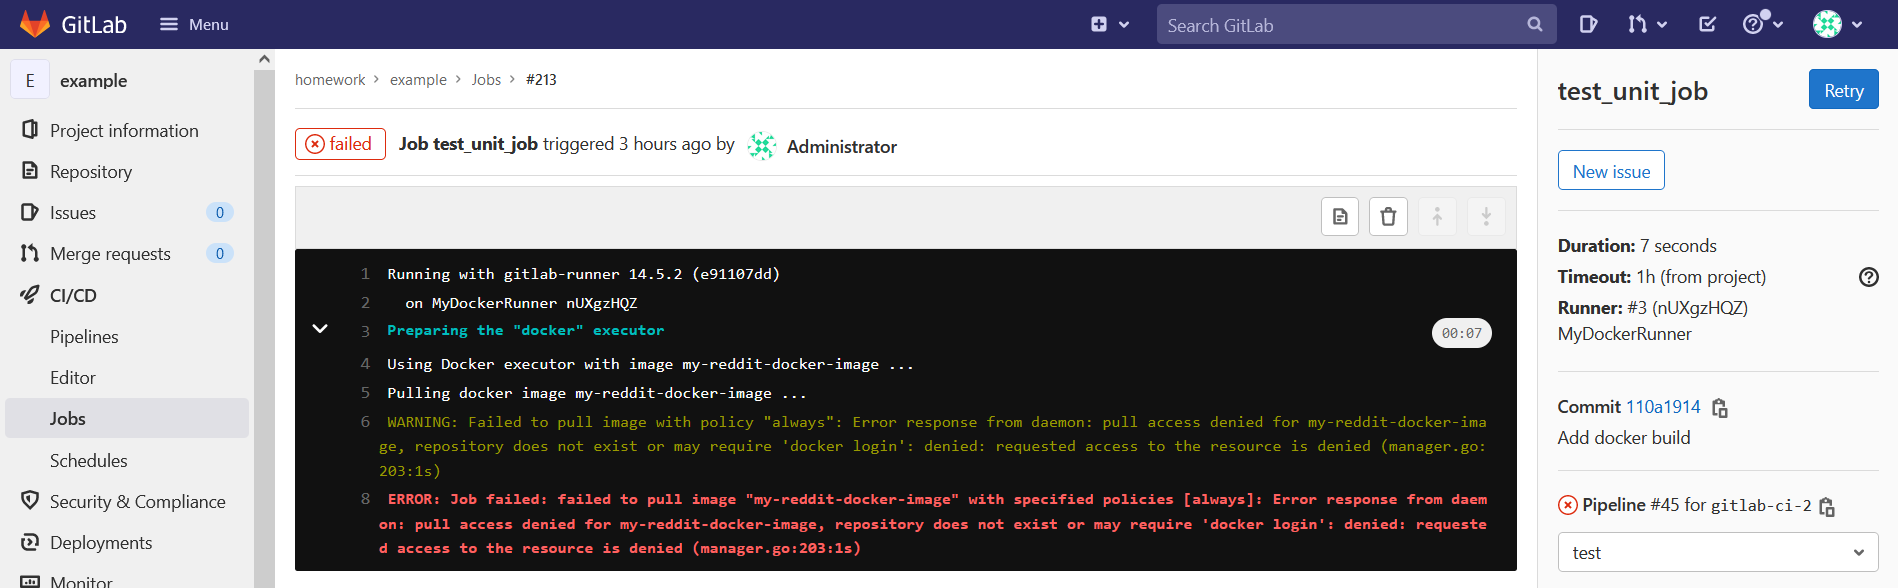 GitLab
Menu
Search GitLab
E example
Project information
Repository
Issues 0
Merge requests 0
CI/CD
Pipelines
Editor
Jobs
Schedules
Security & Compliance
Deployments
Monitor
homework > example > Jobs > #213
failed Job test_unit_job triggered 3 hours ago by Administrator
1 Running with gitlab-runner 14.5.2 (e91107dd)
2 on MyDockerRunner nUXgzHQZ
3 Preparing the "docker" executor 00:07
4 Using Docker executor with image my-reddit-docker-image ...
5 Pulling docker image my-reddit-docker-image ...
6 WARNING: Failed to pull image with policy "always": Error response from daemon: pull access denied for my-reddit-docker-ima
ge, repository does not exist or may require 'docker login': denied: requested access to the resource is denied (manager.go:
203:1s)
8 ERROR: Job failed: failed to pull image "my-reddit-docker-image" with specified policies [always]: Error response from daem
on: pull access denied for my-reddit-docker-image, repository does not exist or may require 'docker login': denied: requeste
d access to the resource is denied (manager.go:203:1s)
test_unit_job
Retry
New issue
Duration: 7 seconds
Timeout: 1h (from project)
Runner: #3 (nUXgzHQZ)
MyDockerRunner
Commit 110a1914
Add docker build
Pipeline #45 for gitlab-ci-2
test